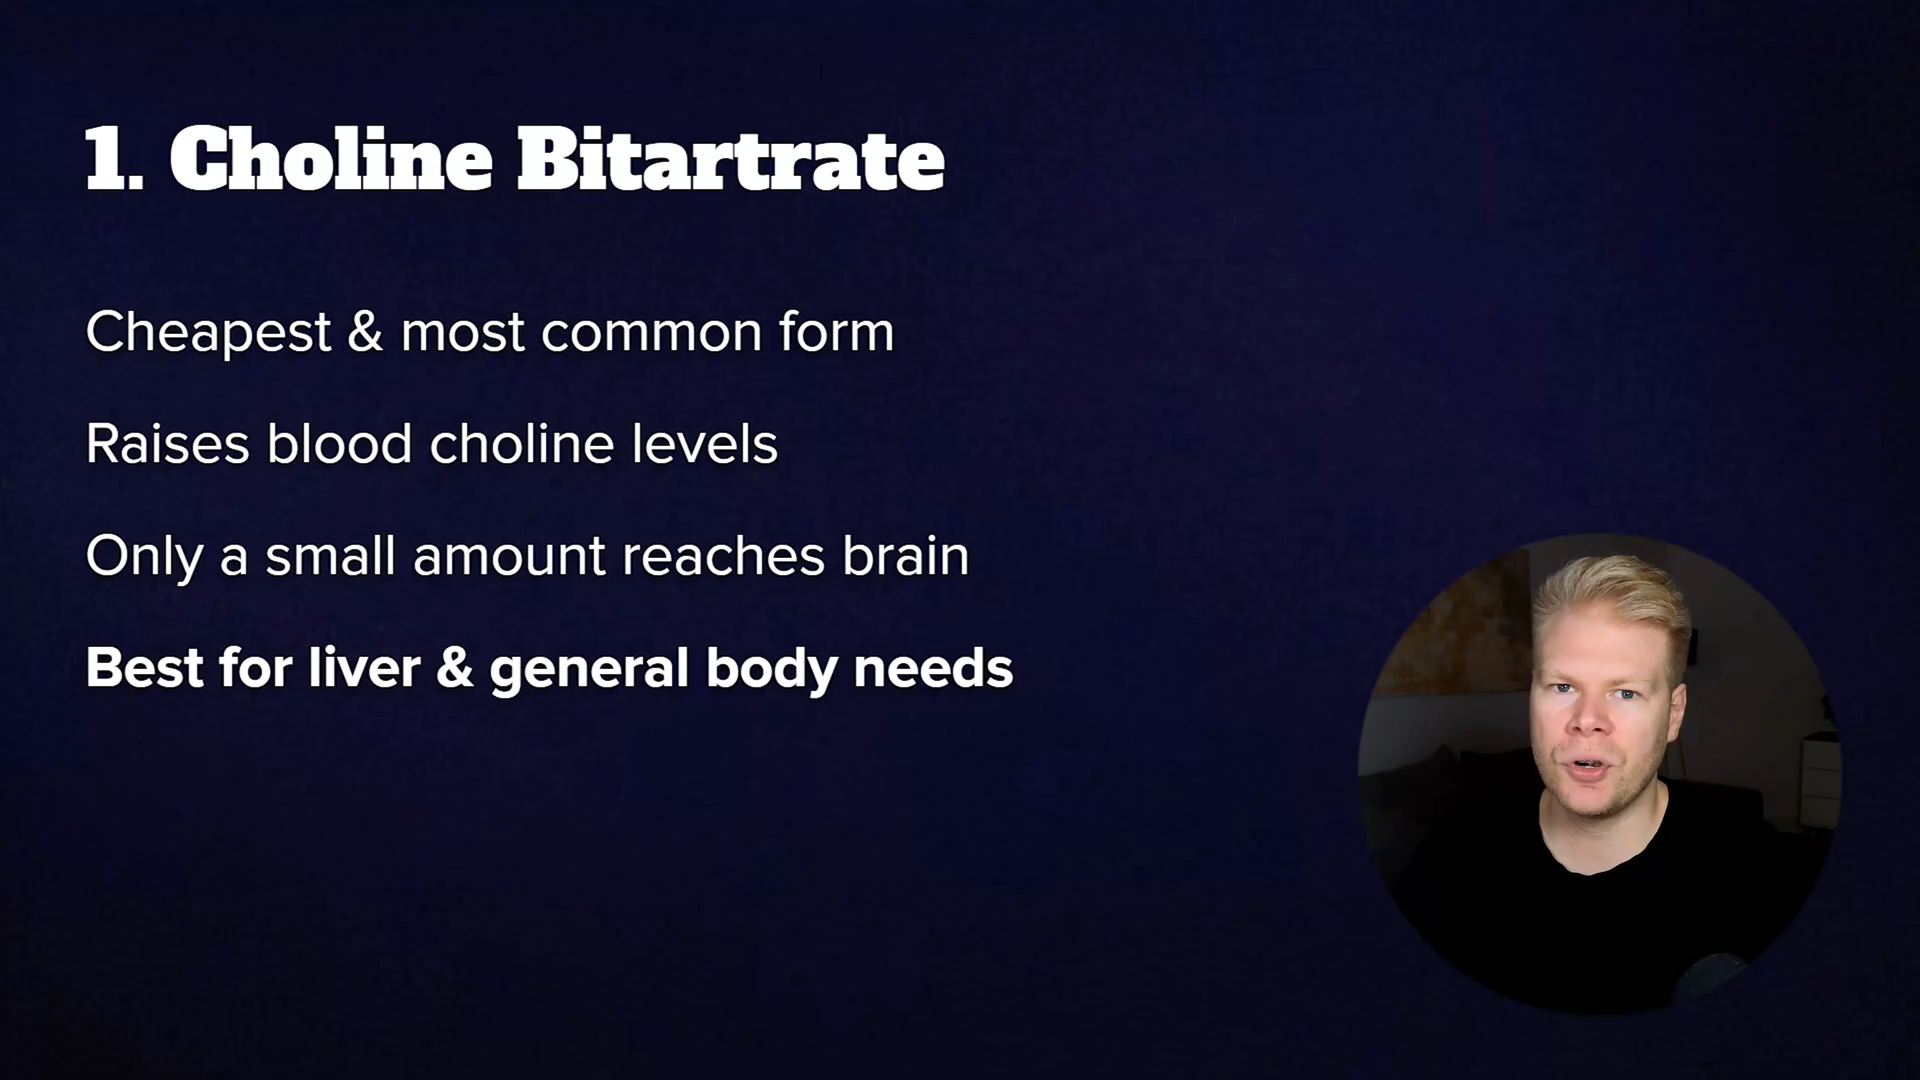 1. Choline Bitartrate
Cheapest & most common form
Raises blood choline levels
Only a small amount reaches brain
Best for liver & general body needs